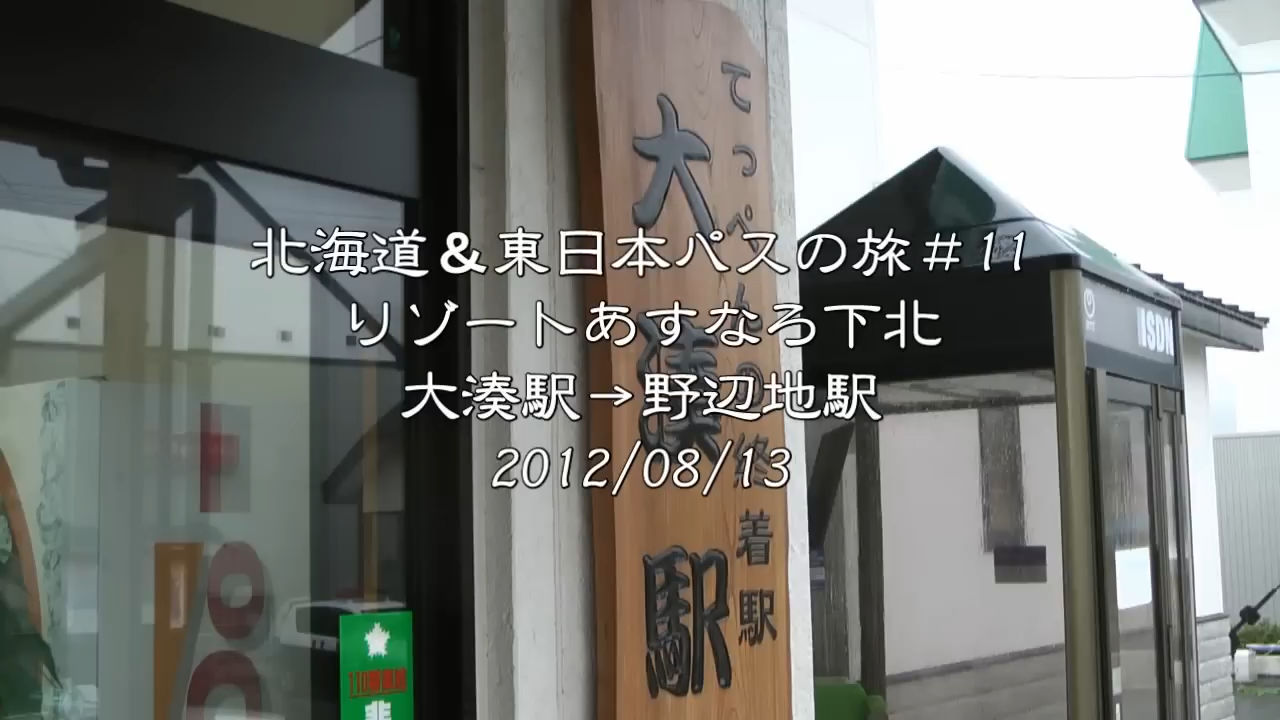 北海道＆東日本パスの旅＃11
リゾートあすなろ下北
大湊駅→野辺地駅
2012/08/13
てっぺんの終着駅
大湊駅
ISDN